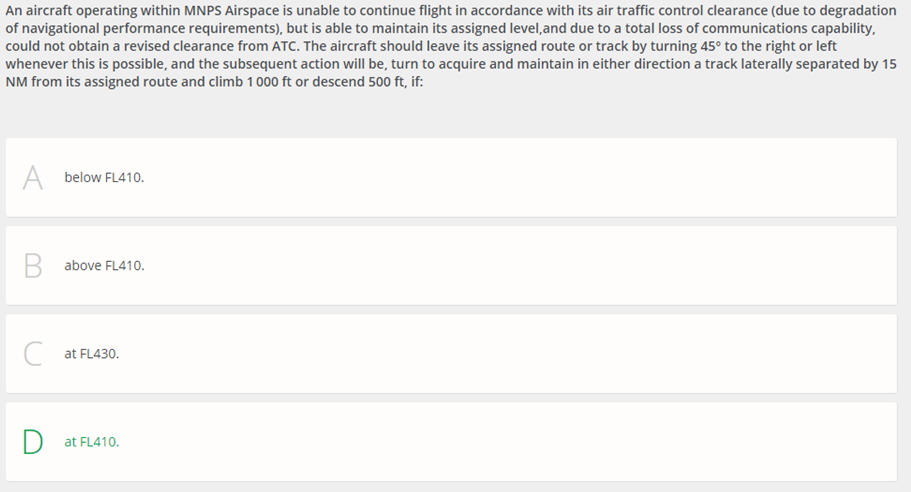 An aircraft operating within MNPS Airspace is unable to continue flight in accordance with its air traffic control clearance (due to degradation
of navigational performance requirements), but is able to maintain its assigned level,and due to a total loss of communications capability,
could not obtain a revised clearance from ATC. The aircraft should leave its assigned route or track by turning 45° to the right or left
whenever this is possible, and the subsequent action will be, turn to acquire and maintain in either direction a track laterally separated by 15
NM from its assigned route and climb 1 000 ft or descend 500 ft, if:
A below FL410.
B above FL410.
C at FL430.
D at FL410.